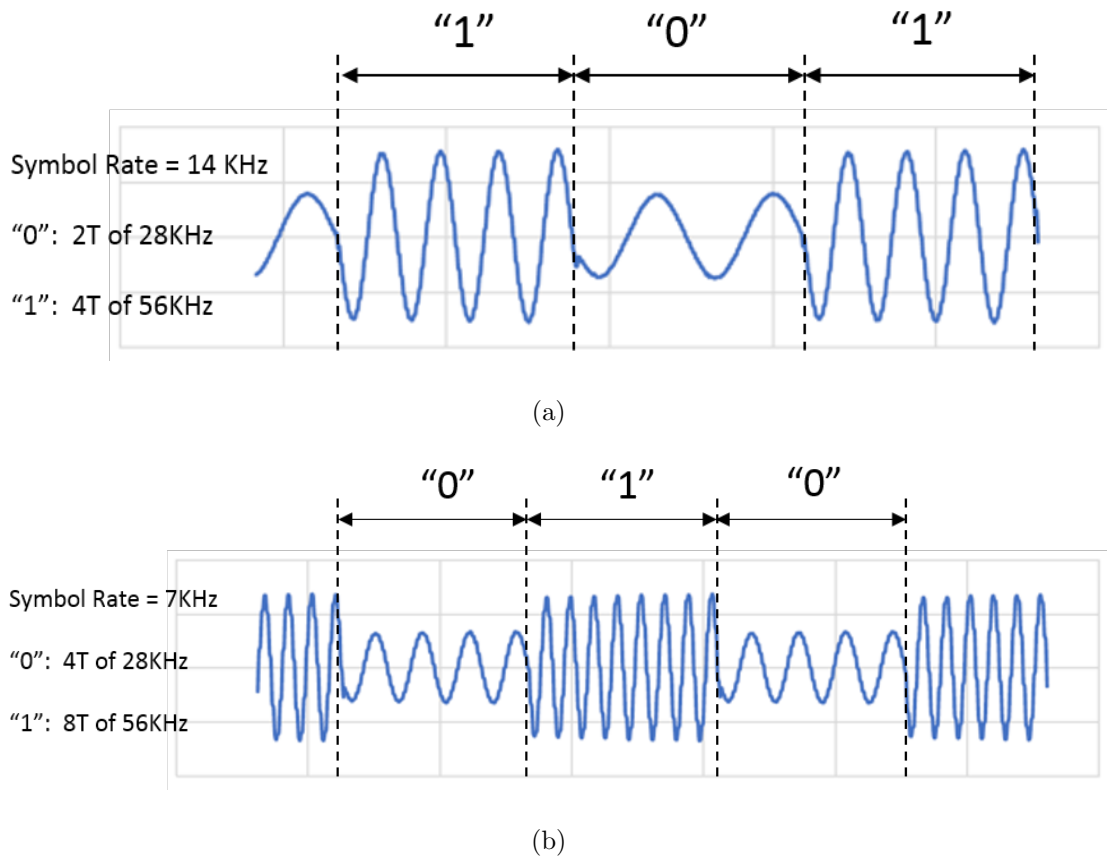 “1” “0” “1”
Symbol Rate = 14 KHz
“0”: 2T of 28KHz
“1”: 4T of 56KHz
(a)
“0” “1” “0”
Symbol Rate = 7KHz
“0”: 4T of 28KHz
“1”: 8T of 56KHz
(b)